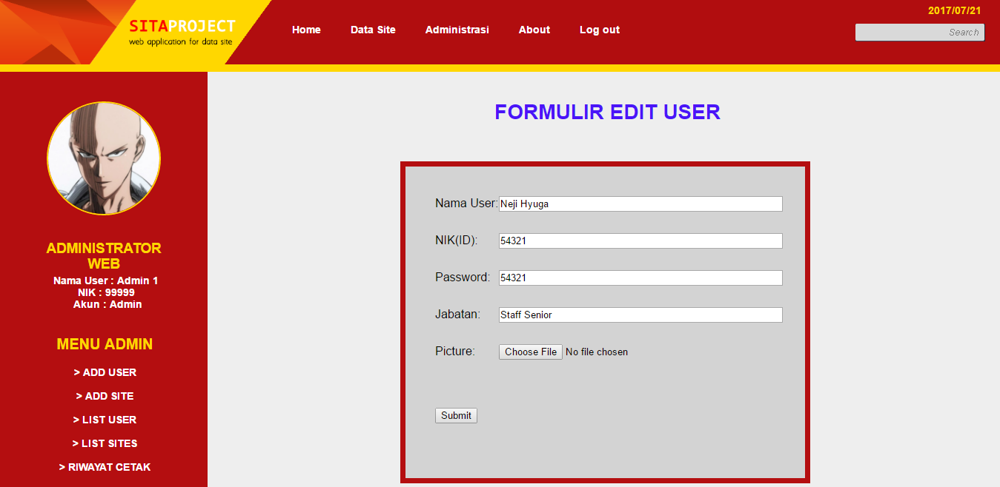 SITAPROJECT
web application for data site
Home Data Site Administrasi About Log out
2017/07/21
Search
ADMINISTRATOR
WEB
Nama User : Admin 1
NIK : 99999
Akun : Admin
MENU ADMIN
> ADD USER
> ADD SITE
> LIST USER
> LIST SITES
> RIWAYAT CETAK
FORMULIR EDIT USER
Nama User: Neji Hyuga
NIK(ID): 54321
Password: 54321
Jabatan: Staff Senior
Picture: Choose File No file chosen
Submit